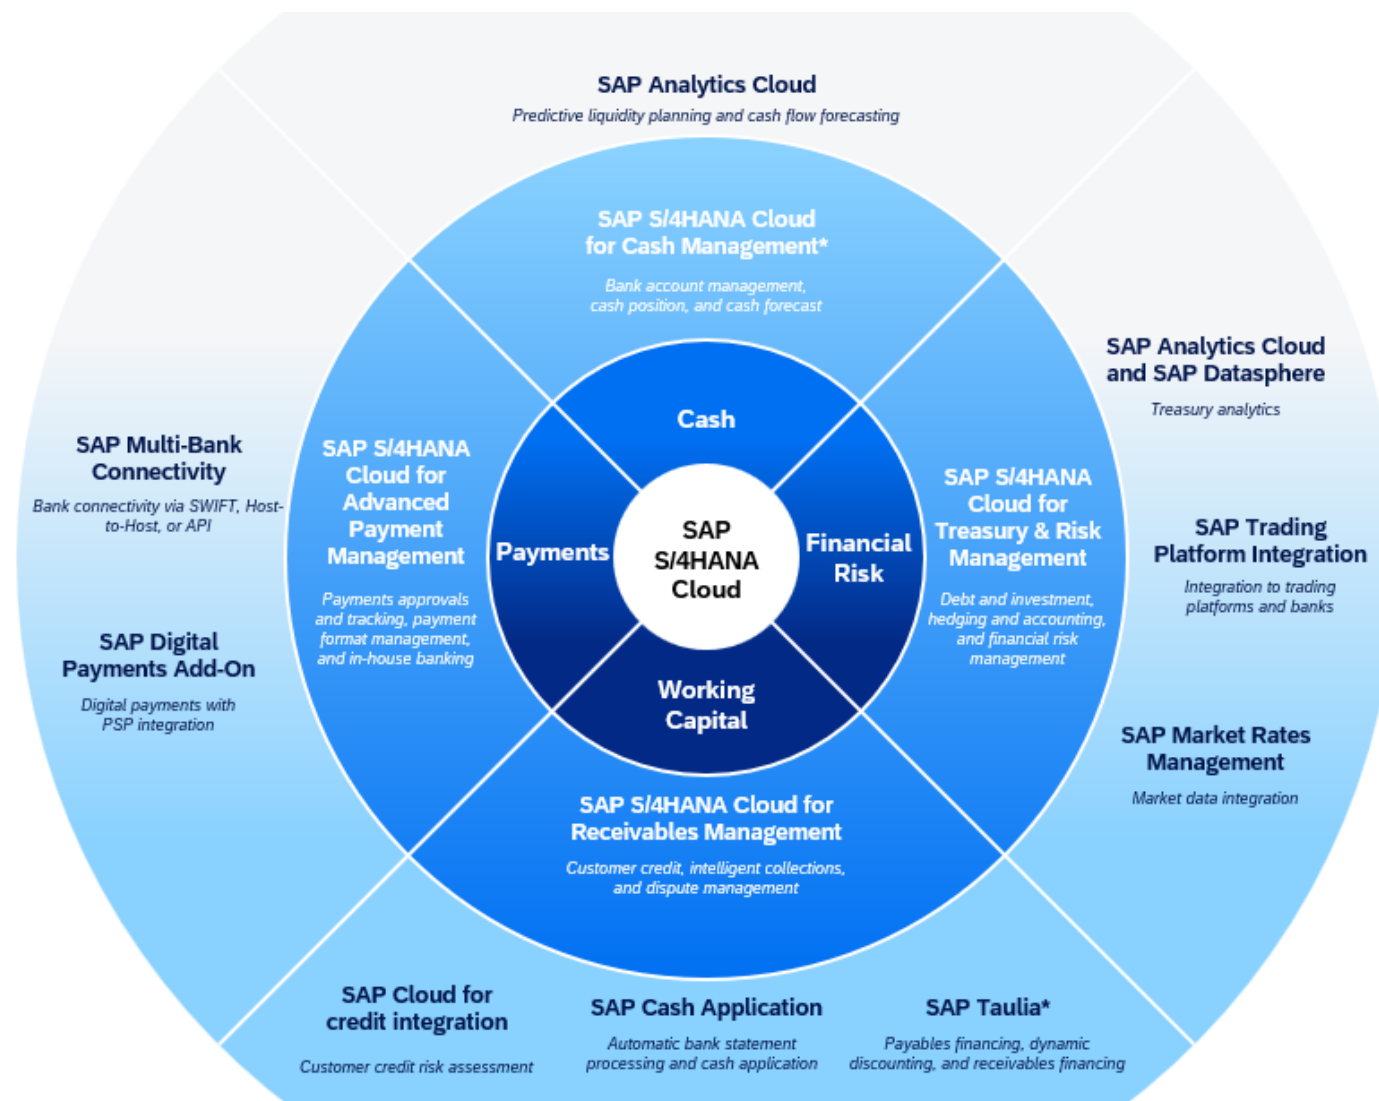 SAP Analytics Cloud
Predictive liquidity planning and cash flow forecasting
SAP S/4HANA Cloud
for Cash Management*
Bank account management,
cash position, and cash forecast
Cash
SAP
S/4HANA
Cloud
Payments
Financial
Risk
Working
Capital
SAP Multi-Bank
Connectivity
Bank connectivity via SWIFT, Host-
to-Host, or API
SAP Digital
Payments Add-On
Digital payments with
PSP integration
SAP S/4HANA
Cloud for
Advanced
Payment
Management
Payments approvals
and tracking, payment
format management,
and in-house banking
SAP S/4HANA
Cloud for
Treasury & Risk
Management
Debt and investment,
hedging and accounting,
and financial risk
management
SAP Analytics Cloud
and SAP Datasphere
Treasury analytics
SAP Trading
Platform Integration
Integration to trading
platforms and banks
SAP Market Rates
Management
Market data integration
SAP S/4HANA Cloud for
Receivables Management
Customer credit, intelligent collections,
and dispute management
SAP Cloud for
credit integration
Customer credit risk assessment
SAP Cash Application
Automatic bank statement
processing and cash application
SAP Taulia*
Payables financing, dynamic
discounting, and receivables financing